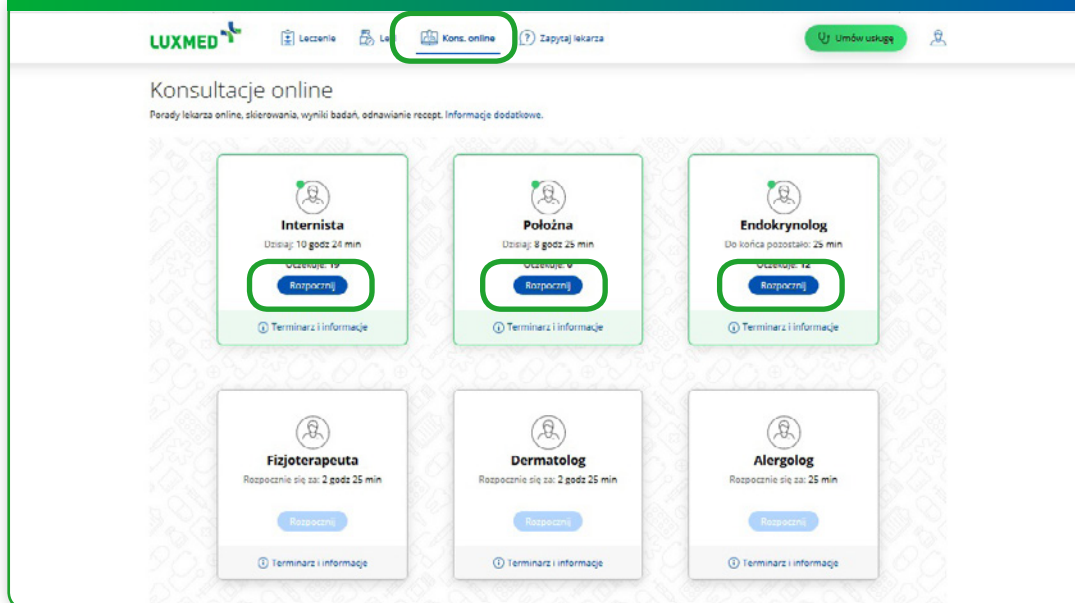 LUXMED
Leczenie
Kons. online
Zapytaj lekarza
Umów usługę
Konsultacje online
Porady lekarza online, skierowania, wyniki badań, odnawianie recept. Informacje dodatkowe.
Internista
Dzisiaj: 10 godz 24 min
Rozpocznij
Terminarz i informacje
Położna
Dzisiaj: 8 godz 25 min
Rozpocznij
Terminarz i informacje
Endokrynolog
Do końca pozostało: 25 min
Oczekuje: 12
Rozpocznij
Terminarz i informacje
Fizjoterapeuta
Rozpocznie się za: 2 godz 25 min
Rozpocznij
Terminarz i informacje
Dermatolog
Rozpocznie się za: 2 godz 25 min
Rozpocznij
Terminarz i informacje
Alergolog
Rozpocznie się za: 25 min
Rozpocznij
Terminarz i informacje